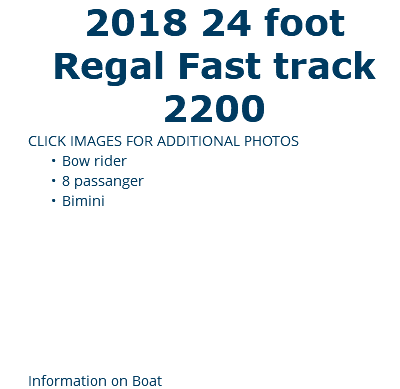 2018 24 foot
Regal Fast track
2200
CLICK IMAGES FOR ADDITIONAL PHOTOS
• Bow rider
• 8 passanger
• Bimini
Information on Boat